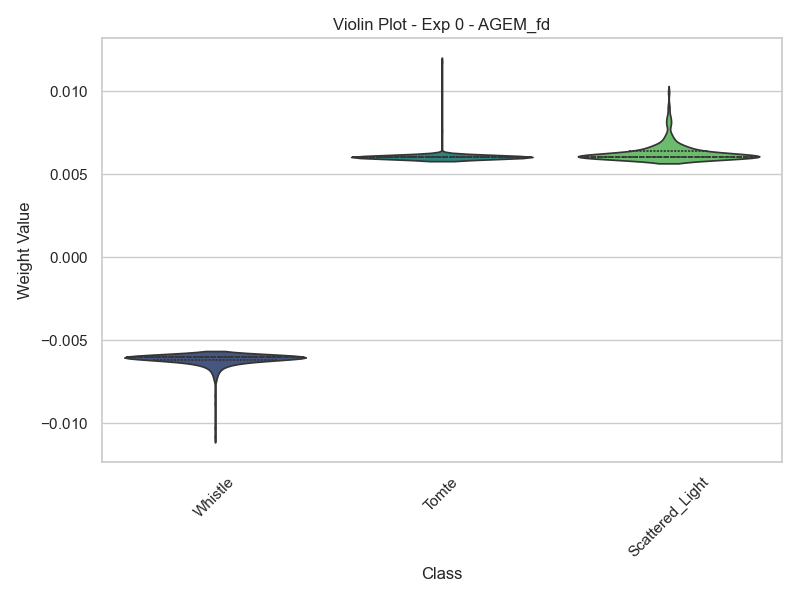 Violin Plot - Exp 0 - AGEM_fd
Weight Value
0.010
0.005
0.000
−0.005
−0.010
Whistle
Tomte
Scattered_Light
Class